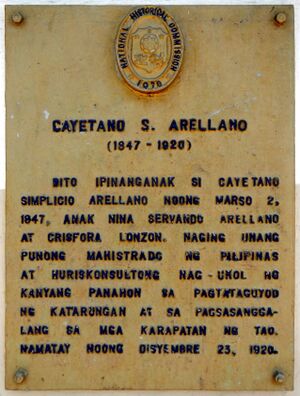 NATIONAL HISTORICAL COMMISSION
1970
CAYETANO S. ARELLANO
(1847 - 1920)
DITO IPINANGANAK SI CAYETANO
SIMPLICIO ARELLANO NOONG MARSO 2,
1847, ANAK NINA SERVANDO ARELLANO
AT CRISFORA LONZON. NAGING UNANG
PUNONG MAHISTRADO NG PILIPINAS
AT HURISKONSULTONG NAG-UKOL NG
KANYANG PANAHON SA PAGTATAGUYOD
NG KATARUNGAN AT SA PAGSASANGGA-
LANG SA MGA KARAPATAN NG TAO.
NAMATAY NOONG DISYEMBRE 23, 1920.